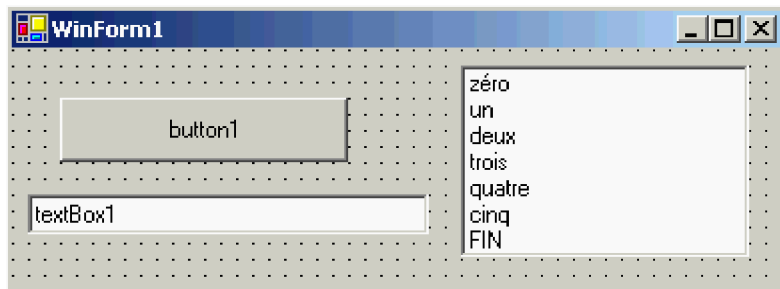 WinForm1
button1
textBox1
zéro
un
deux
trois
quatre
cinq
FIN